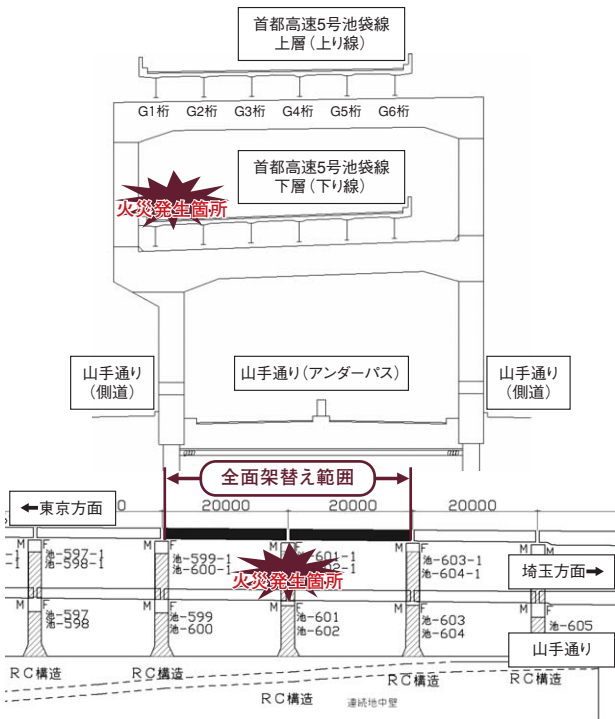 首都高速5号池袋線
上層（上り線）
G1桁 G2桁 G3桁 G4桁 G5桁 G6桁
首都高速5号池袋線
下層（下り線）
火災発生箇所
山手通り
（側道）
山手通り（アンダーパス）
山手通り
（側道）
全面架替え範囲
←東京方面
20000 20000 20000
M F M F M F M F M
池-597-1
池-598-1
池-599-1
池-600-1
601-1
02-1
池-603-1
池-604-1
火災発生箇所
埼玉方面→
M F M F M F M F
池-597
池-598
池-599
池-600
池-601
池-602
池-603
池-604
池-605
山手通り
RC構造 RC構造 RC構造 RC構造 RC構造
連続地中壁